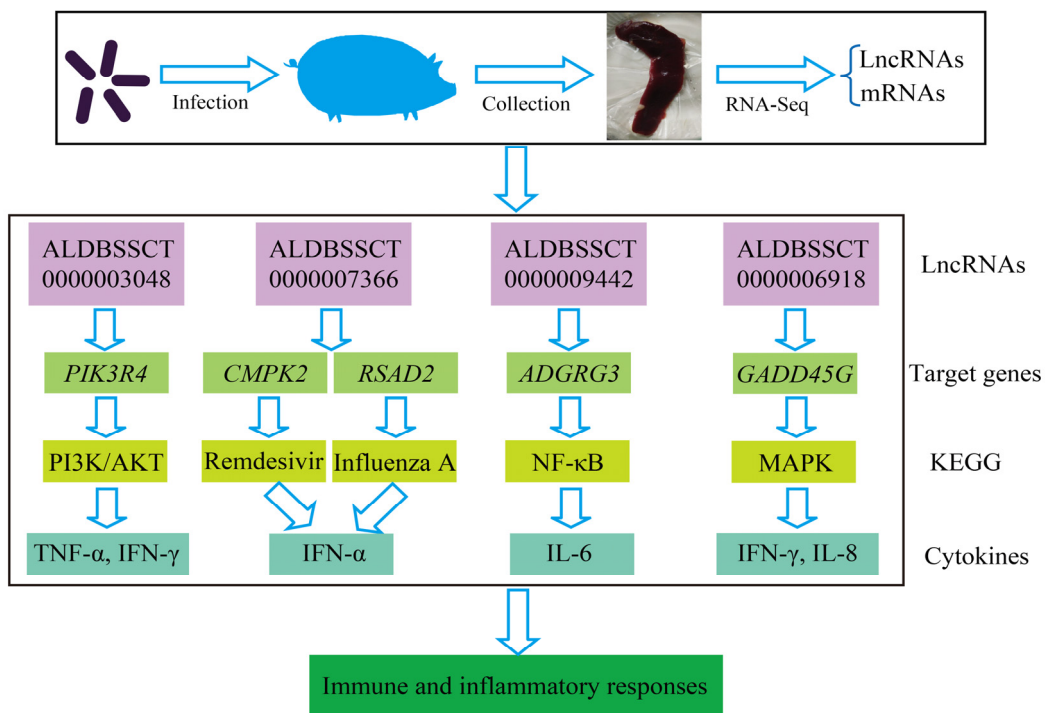 Infection
Collection
RNA-Seq
LncRNAs
mRNAs
ALDBSSCT
0000003048
ALDBSSCT
0000007366
ALDBSSCT
0000009442
ALDBSSCT
0000006918
LncRNAs
PIK3R4
CMPK2
RSAD2
ADGRG3
GADD45G
Target genes
PI3K/AKT
Remdesivir
Influenza A
NF-κB
MAPK
KEGG
TNF-α, IFN-γ
IFN-α
IL-6
IFN-γ, IL-8
Cytokines
Immune and inflammatory responses